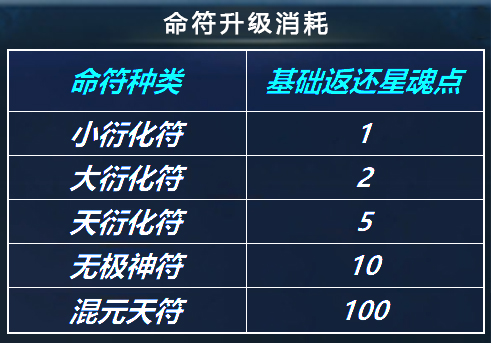 命符升级消耗
命符种类 基础返还星魂点
小衍化符 1
大衍化符 2
天衍化符 5
无极神符 10
混元天符 100